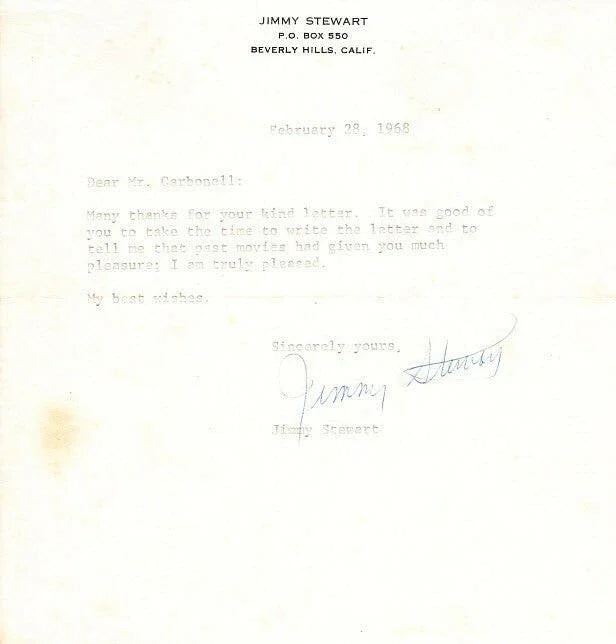 JIMMY STEWART
P.O. BOX 550
BEVERLY HILLS, CALIF.
February 28, 1968
Dear Mr. Carbonell:
Many thanks for your kind letter. It was good of
you to take the time to write the letter and to
tell me that past movies had given you much
pleasure; I am truly pleased.
My best wishes.
Sincerely yours,
Jimmy Stewart
Jimmy Stewart